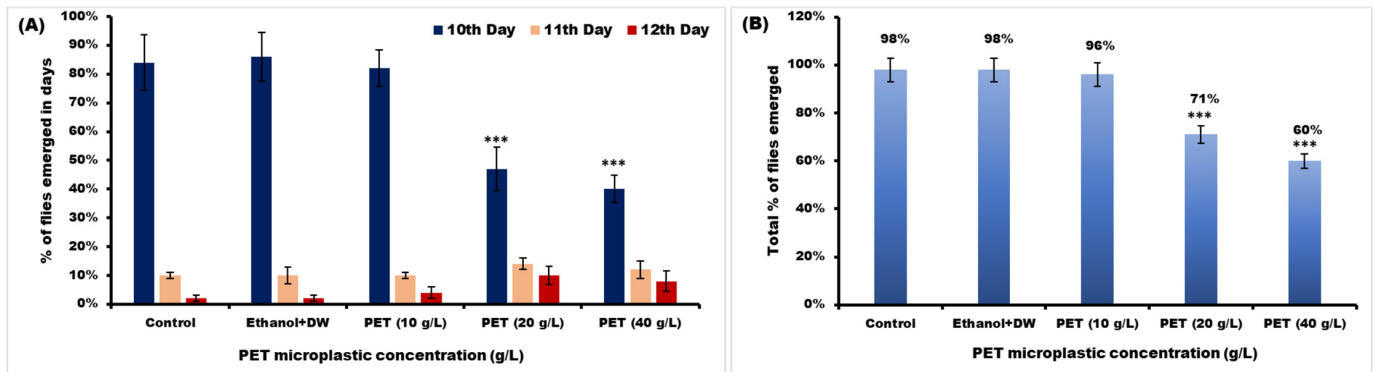 (A)
10th Day 11th Day 12th Day
% of flies emerged in days
100%
90%
80%
70%
60%
50%
40%
30%
20%
10%
0%
*** ***
Control Ethanol+DW PET (10 g/L) PET (20 g/L) PET (40 g/L)
PET microplastic concentration (g/L)
(B)
Total % of flies emerged
120%
100%
80%
60%
40%
20%
0%
98% 98% 96% 71% 60%
*** ***
Control Ethanol+DW PET (10 g/L) PET (20 g/L) PET (40 g/L)
PET microplastic concentration (g/L)